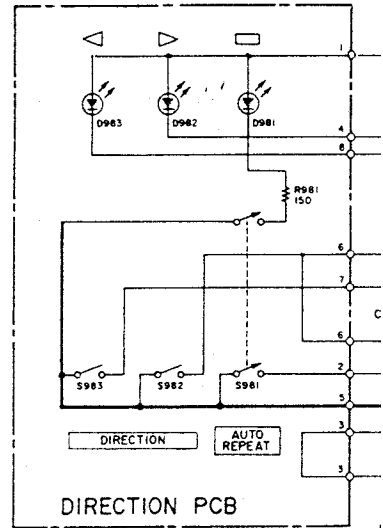 1
D983
D982
D981
4
8
R981
150
6
7
C
6
S983
S982
S981
2
5
DIRECTION
AUTO
REPEAT
3
3
DIRECTION PCB